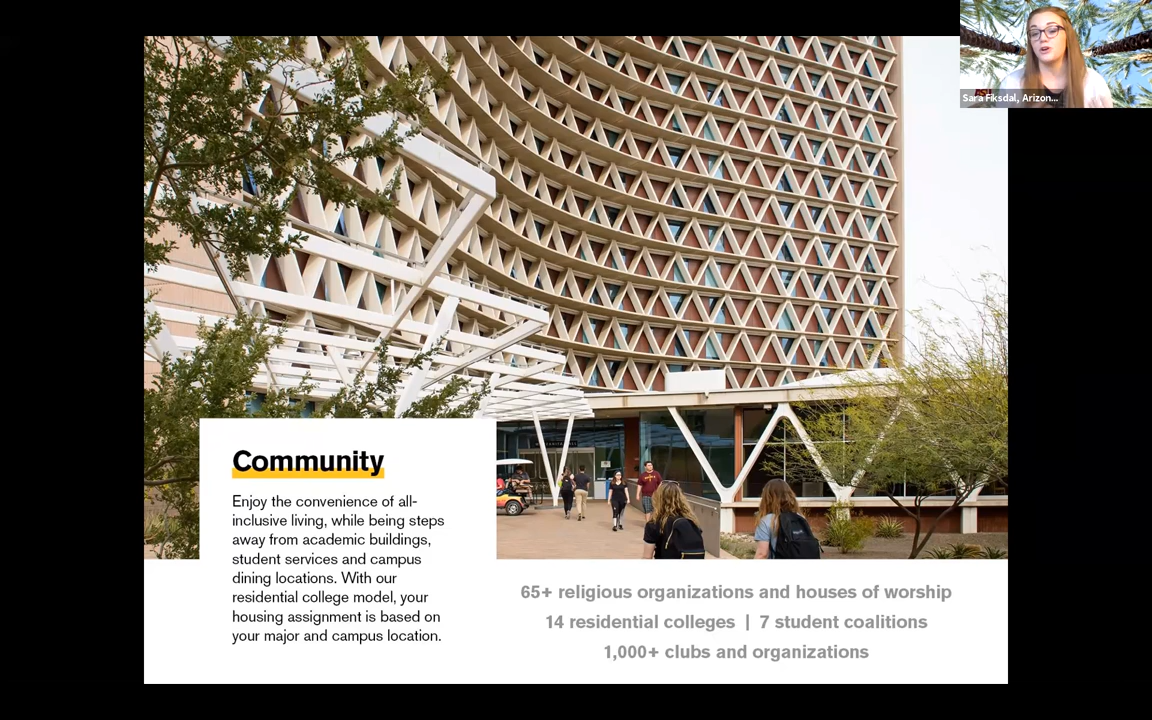 Sara Fiksdal, Arizon...
Community
Enjoy the convenience of all-
inclusive living, while being steps
away from academic buildings,
student services and campus
dining locations. With our
residential college model, your
housing assignment is based on
your major and campus location.
65+ religious organizations and houses of worship
14 residential colleges | 7 student coalitions
1,000+ clubs and organizations